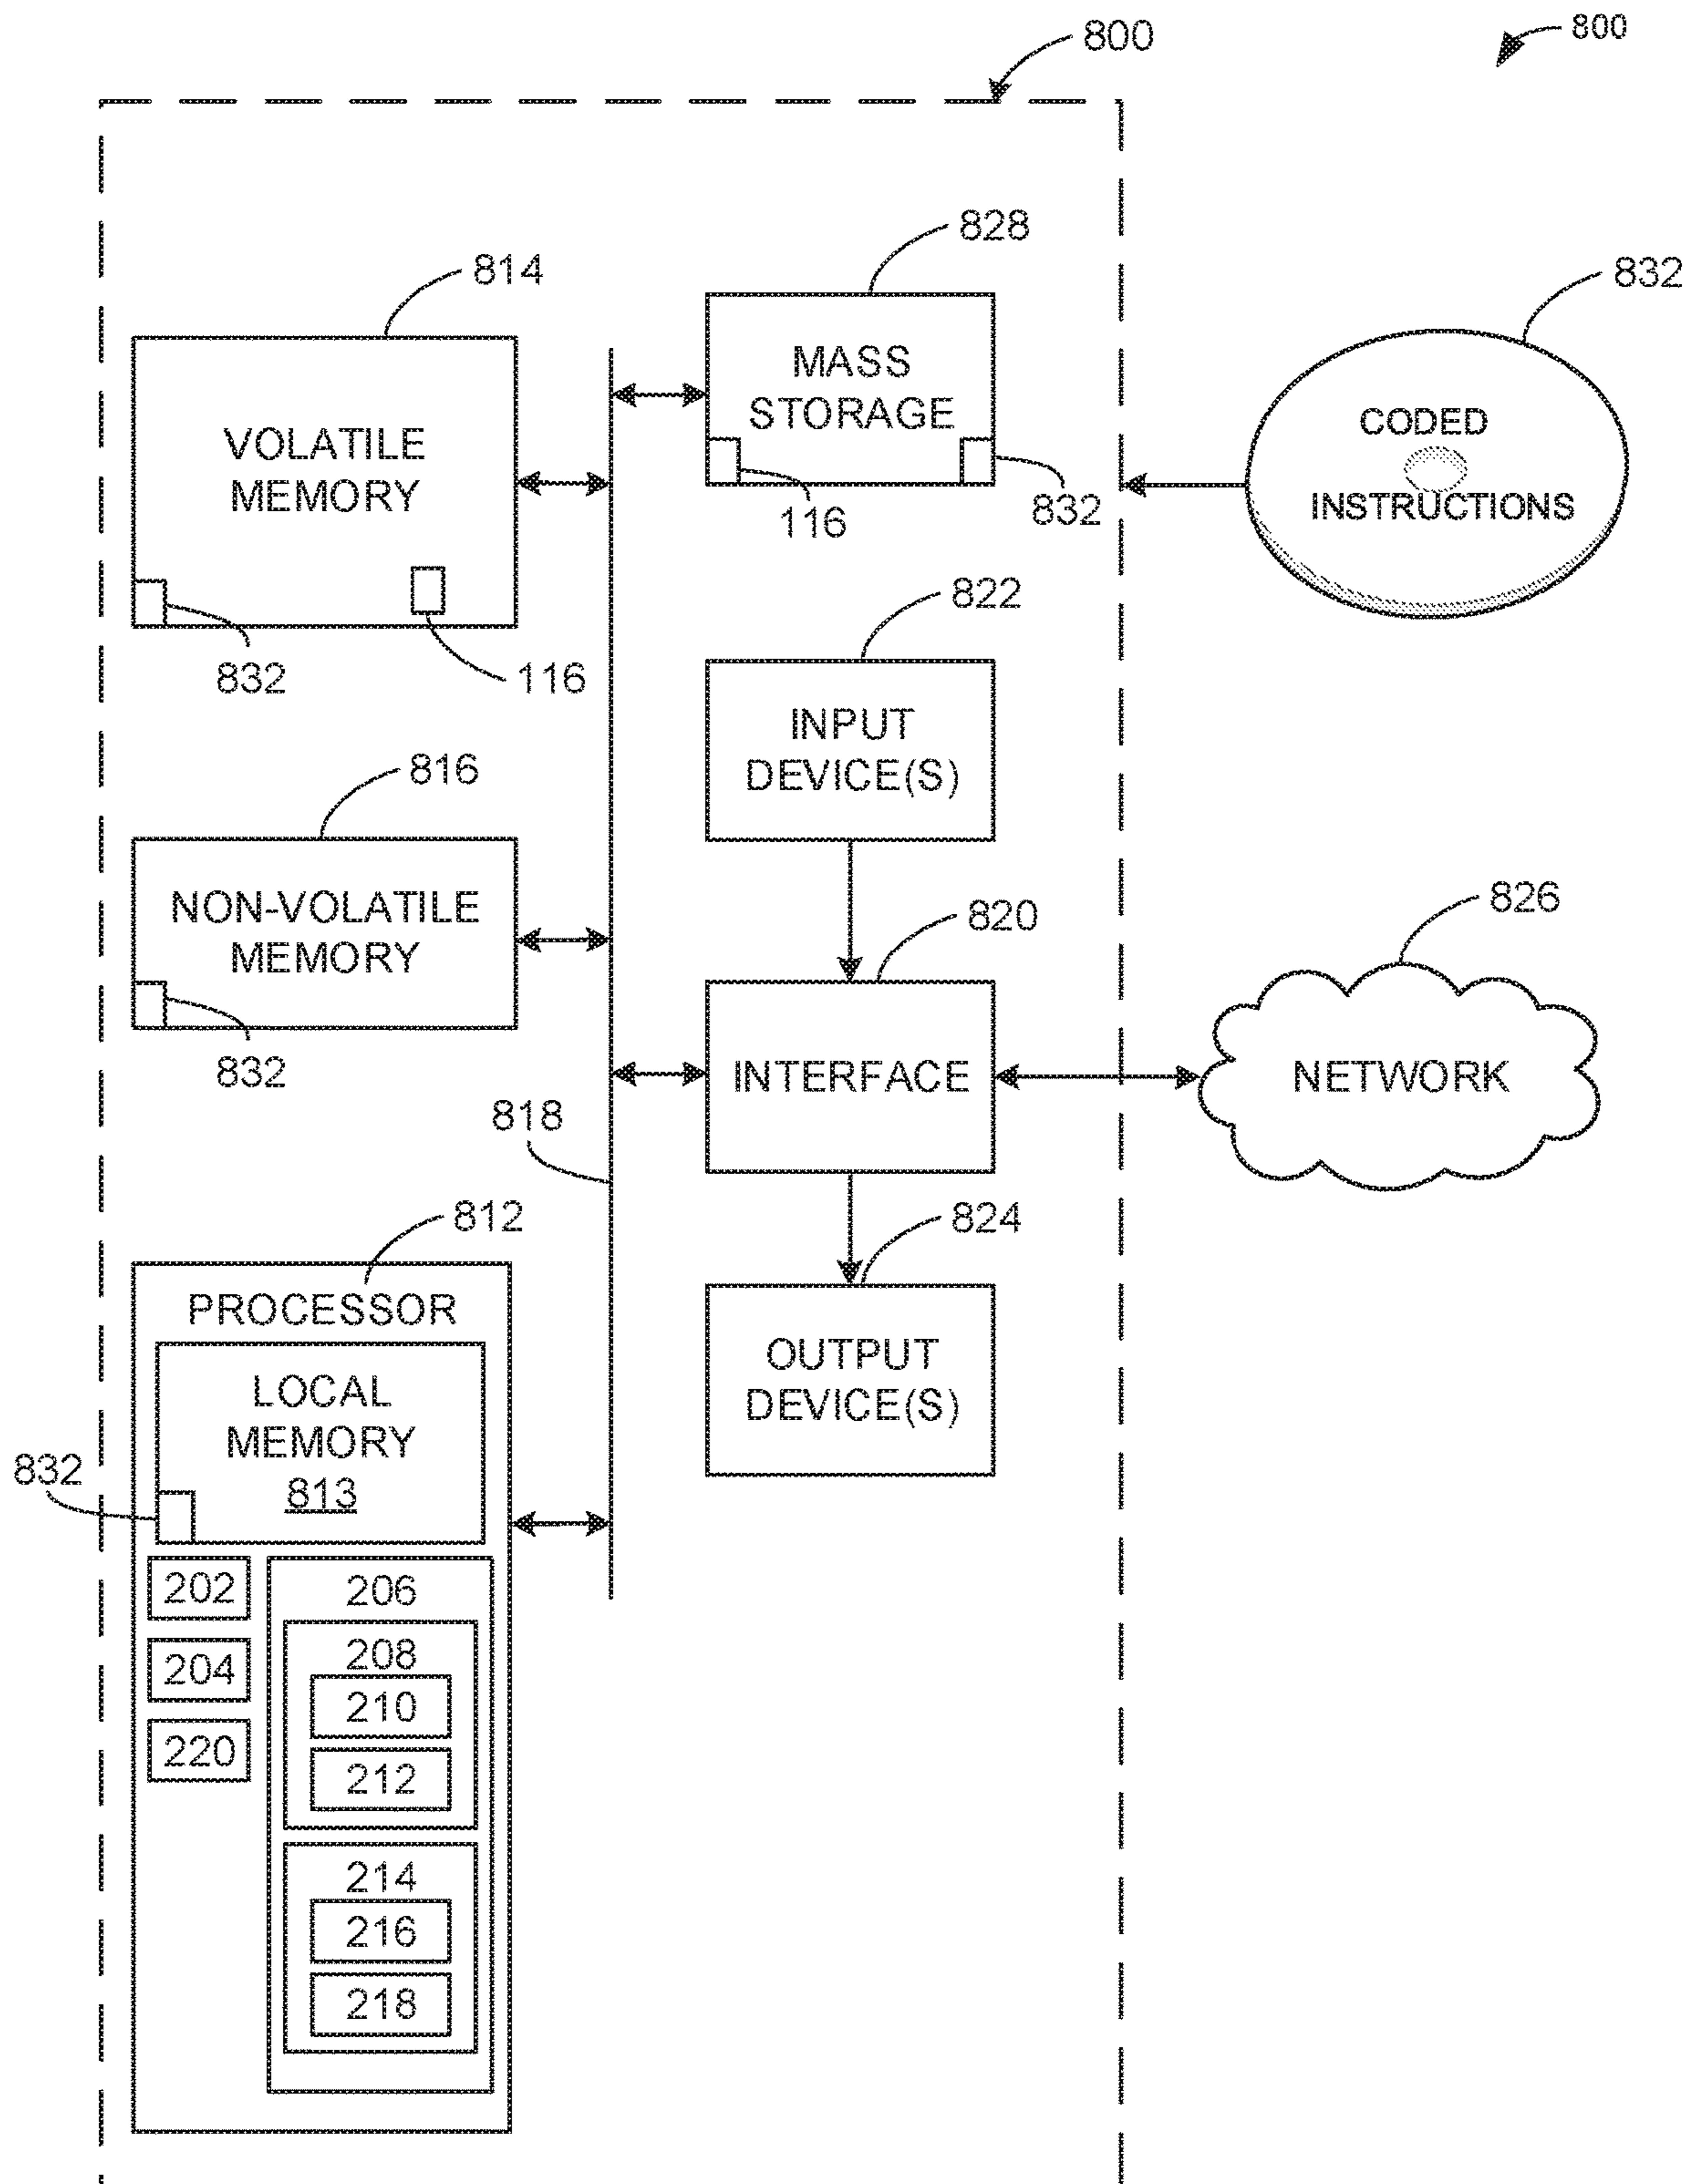 800
800
828
814
832
MASS
STORAGE
CODED
INSTRUCTIONS
VOLATILE
MEMORY
116
832
822
832
116
INPUT
DEVICE(S)
816
820
826
NON-VOLATILE
MEMORY
832
INTERFACE
NETWORK
818
812
824
PROCESSOR
LOCAL
MEMORY
813
OUTPUT
DEVICE(S)
832
202
206
204
208
210
220
212
214
216
218